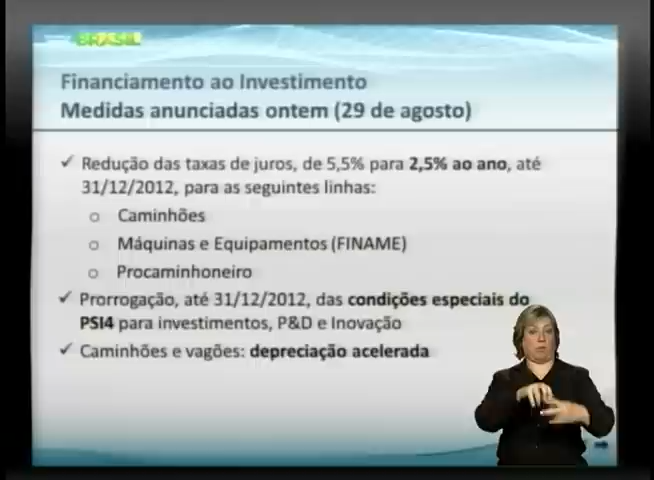 BRASIL
Financiamento ao Investimento
Medidas anunciadas ontem (29 de agosto)
✓ Redução das taxas de juros, de 5,5% para 2,5% ao ano, até
31/12/2012, para as seguintes linhas:
o Caminhões
o Máquinas e Equipamentos (FINAME)
o Procaminhoneiro
✓ Prorrogação, até 31/12/2012, das condições especiais do
PSI4 para investimentos, P&D e Inovação
✓ Caminhões e vagões: depreciação acelerada